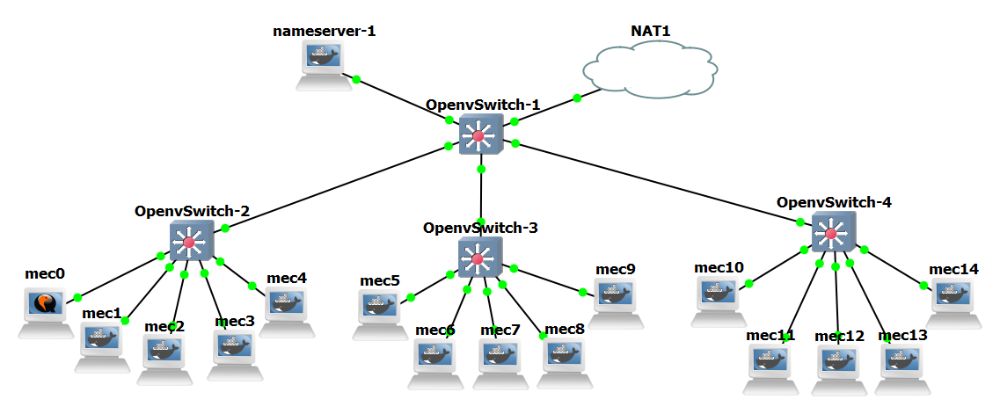 nameserver-1
NAT1
OpenvSwitch-1
OpenvSwitch-2
OpenvSwitch-3
OpenvSwitch-4
mec0
mec1
mec2
mec3
mec4
mec5
mec6
mec7
mec8
mec9
mec10
mec11
mec12
mec13
mec14